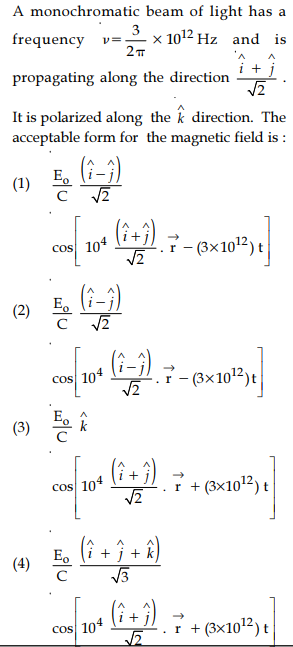 A monochromatic beam of light has a
frequency ν = 3/2π × 10¹² Hz and is
propagating along the direction (î + ĵ)/√2 .
It is polarized along the k̂ direction. The
acceptable form for the magnetic field is :
(1) E₀/C (î − ĵ)/√2
cos[10⁴ (î + ĵ)/√2 . r⃗ − (3×10¹²) t]
(2) E₀/C (î − ĵ)/√2
cos[10⁴ (î − ĵ)/√2 . r⃗ − (3×10¹²) t]
(3) E₀/C k̂
cos[10⁴ (î + ĵ)/√2 . r⃗ + (3×10¹²) t]
(4) E₀/C (î + ĵ + k̂)/√3
cos[10⁴ (î + ĵ)/√2 . r⃗ + (3×10¹²) t]